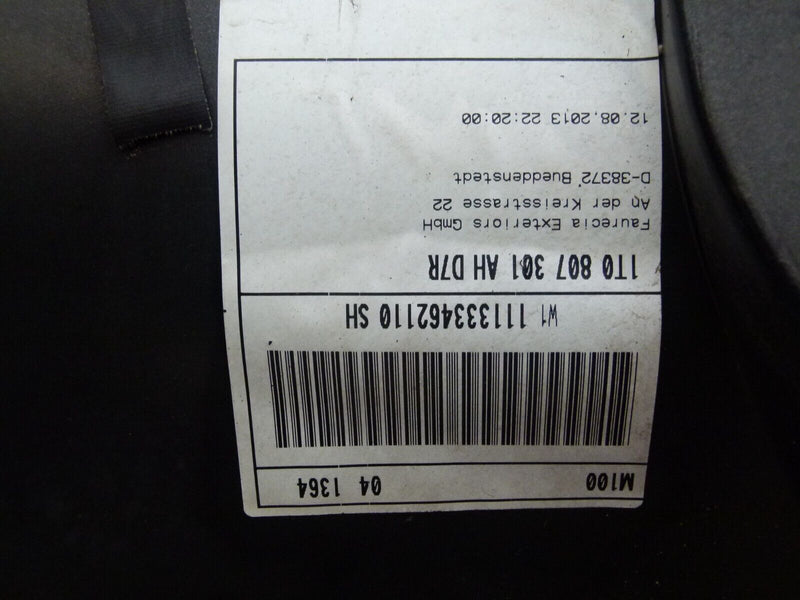 M100 04 1364
W1 111333462110 SH
1T0 807 301 AH D7R
Faurecia Exteriors GmbH
An der Kreisstrasse 22
D-38372 Bueddenstedt
12.08.2013 22:20:00